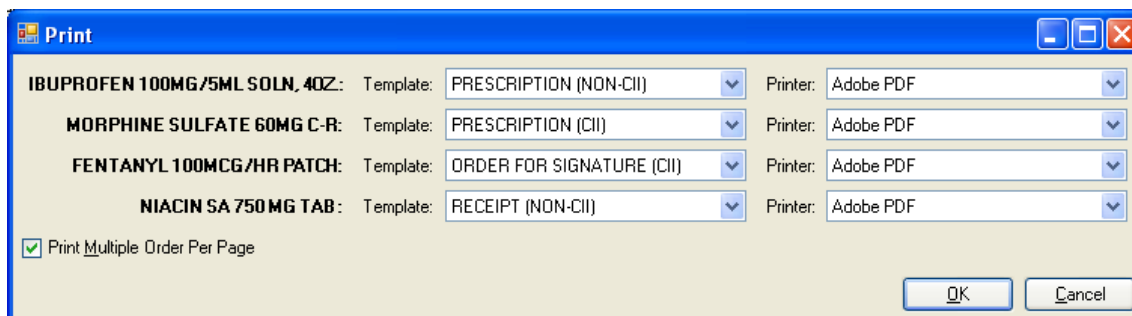 Print
IBUPROFEN 100MG/5ML SOLN, 4OZ.: Template: PRESCRIPTION (NON-CII) Printer: Adobe PDF
MORPHINE SULFATE 60MG C-R: Template: PRESCRIPTION (CII) Printer: Adobe PDF
FENTANYL 100MCG/HR PATCH: Template: ORDER FOR SIGNATURE (CII) Printer: Adobe PDF
NIACIN SA 750 MG TAB: Template: RECEIPT (NON-CII) Printer: Adobe PDF
Print Multiple Order Per Page
OK Cancel